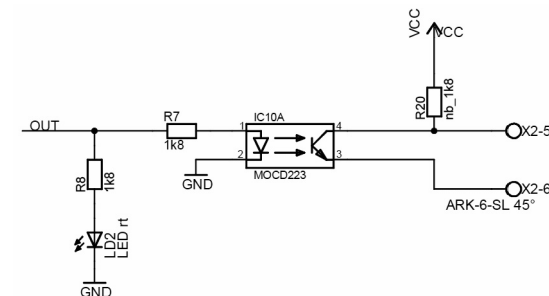 VCC
VCC
R20
nb_1k8
OUT
R7
1k8
IC10A
1
2
4
3
MOCD223
GND
X2-5
X2-6
ARK-6-SL 45°
R8
1k8
LD2
LED rt
GND